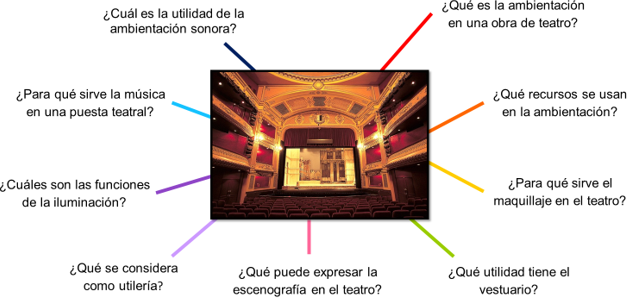 ¿Cuál es la utilidad de la
ambientación sonora?
¿Qué es la ambientación
en una obra de teatro?
¿Para qué sirve la música
en una puesta teatral?
¿Qué recursos se usan
en la ambientación?
¿Cuáles son las funciones
de la iluminación?
¿Para qué sirve el
maquillaje en el teatro?
¿Qué se considera
como utilería?
¿Qué puede expresar la
escenografía en el teatro?
¿Qué utilidad tiene el
vestuario?